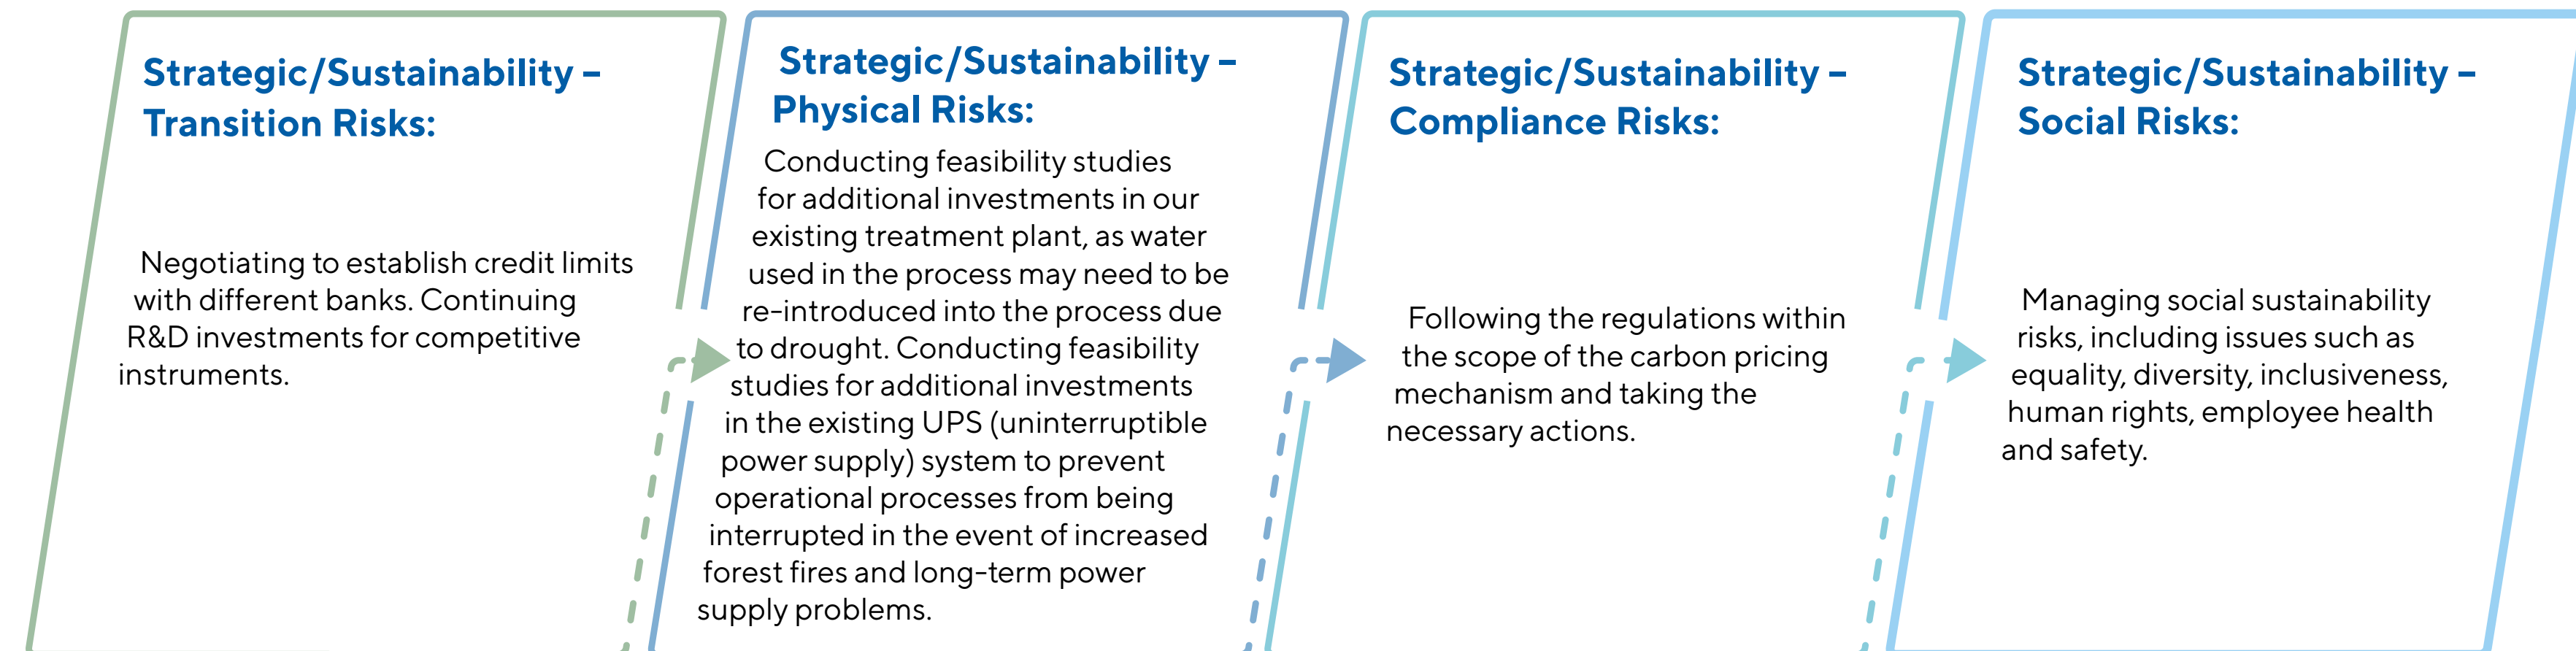 Strategic/Sustainability –
Transition Risks:
Negotiating to establish credit limits
with different banks. Continuing
R&D investments for competitive
instruments.
Strategic/Sustainability –
Physical Risks:
Conducting feasibility studies
for additional investments in our
existing treatment plant, as water
used in the process may need to be
re-introduced into the process due
to drought. Conducting feasibility
studies for additional investments
in the existing UPS (uninterruptible
power supply) system to prevent
operational processes from being
interrupted in the event of increased
forest fires and long-term power
supply problems.
Strategic/Sustainability –
Compliance Risks:
Following the regulations within
the scope of the carbon pricing
mechanism and taking the
necessary actions.
Strategic/Sustainability –
Social Risks:
Managing social sustainability
risks, including issues such as
equality, diversity, inclusiveness,
human rights, employee health
and safety.